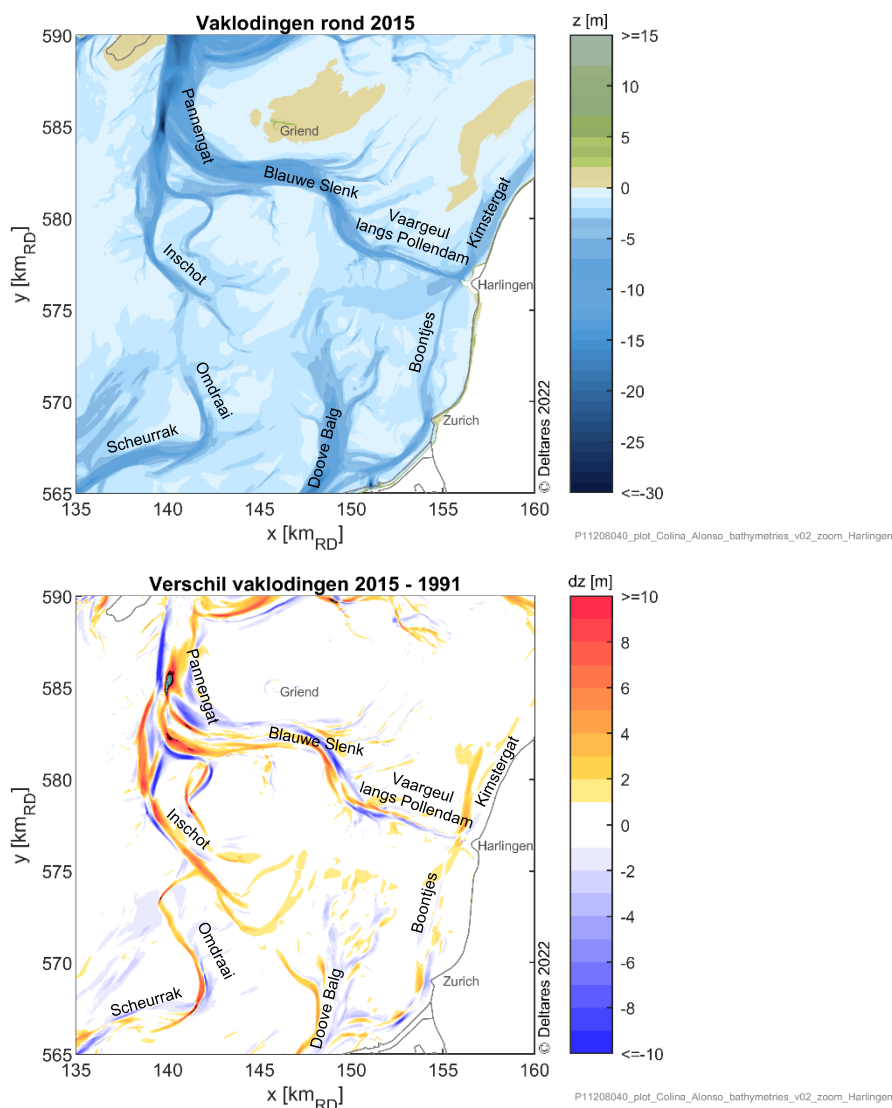 Vaklodingen rond 2015
z [m]
590
585
580
575
570
565
y [km_RD]
Pannengat
Griend
Blauwe Slenk
Vaargeul
langs Pollendam
Kimstergat
Inschot
Harlingen
Boontjes
Omdraai
Zurich
Scheurrak
Doove Balg
© Deltares 2022
135
140
145
150
155
160
x [km_RD]
>=15
10
5
0
-5
-10
-15
-20
-25
<=-30
P11208040_plot_Colina_Alonso_bathymetries_v02_zoom_Harlingen
Verschil vaklodingen 2015 - 1991
dz [m]
590
585
580
575
570
565
y [km_RD]
Pannengat
Griend
Blauwe Slenk
Vaargeul
langs Pollendam
Kimstergat
Inschot
Harlingen
Boontjes
Omdraai
Zurich
Scheurrak
Doove Balg
© Deltares 2022
135
140
145
150
155
160
x [km_RD]
>=10
8
6
4
2
0
-2
-4
-6
-8
<=-10
P11208040_plot_Colina_Alonso_bathymetries_v02_zoom_Harlingen